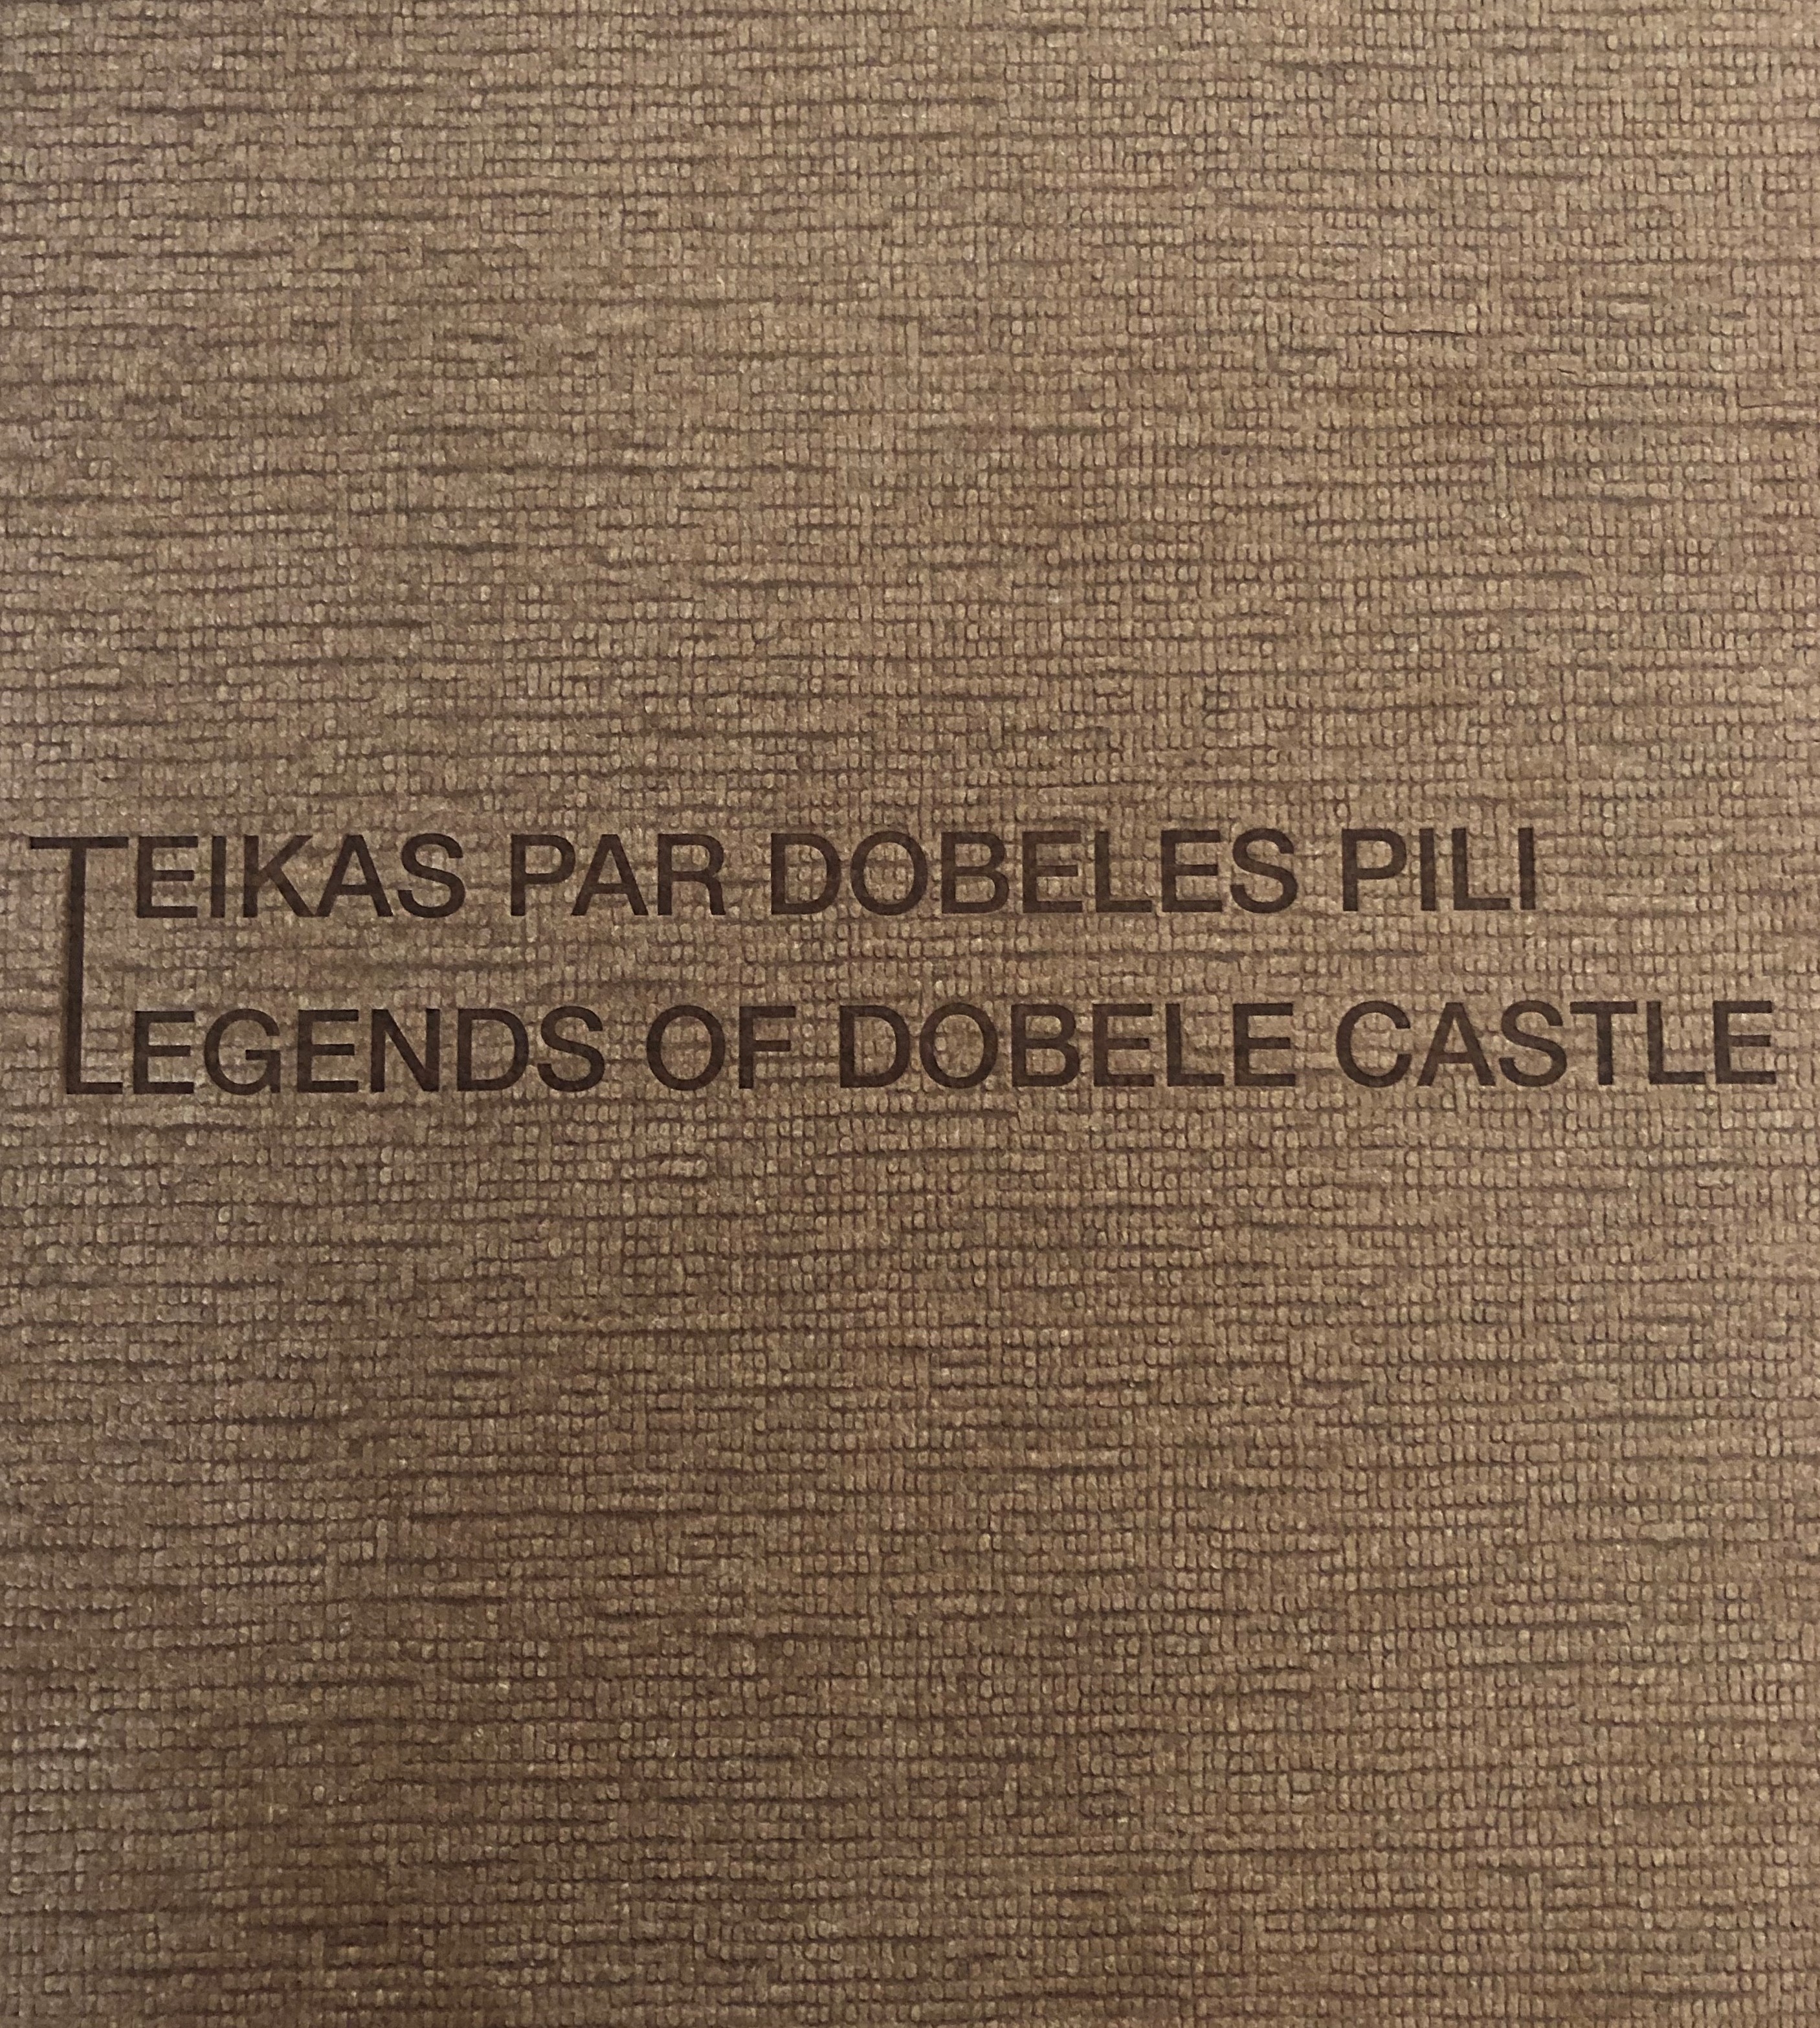 TEIKAS PAR DOBELES PILI
LEGENDS OF DOBELE CASTLE